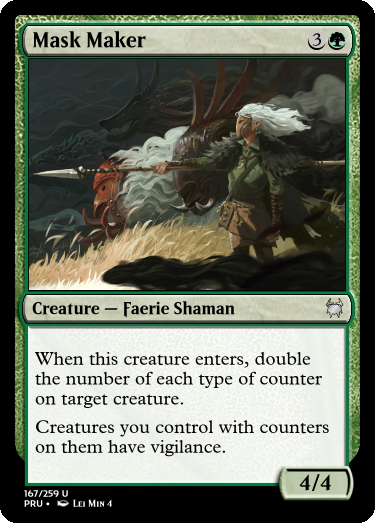 Mask Maker 3
Creature — Faerie Shaman
When this creature enters, double
the number of each type of counter
on target creature.
Creatures you control with counters
on them have vigilance.
4/4
167/259 U
PRU • Lei Min 4